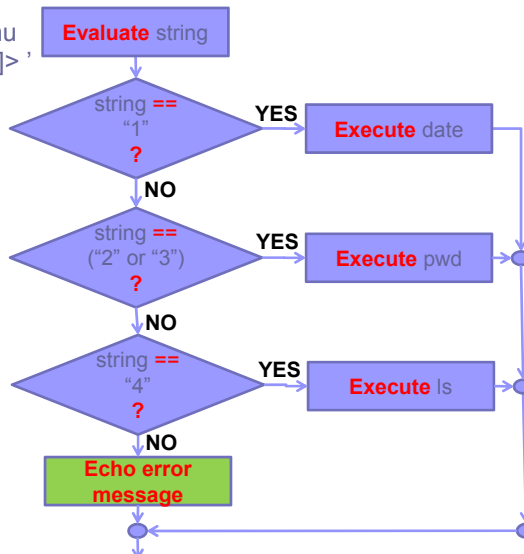 nu
]> ’
Evaluate string
string ==
“1”
?
YES
Execute date
NO
string ==
(“2” or “3”)
?
YES
Execute pwd
NO
string ==
“4”
?
YES
Execute ls
NO
Echo error
message